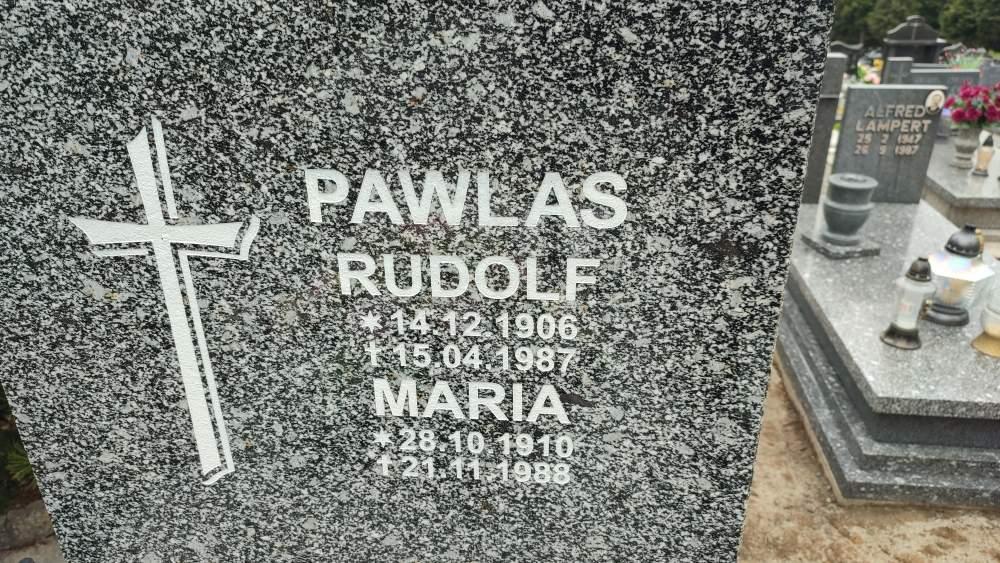 PAWLAS
RUDOLF
* 14.12.1906
† 15.04.1987
MARIA
* 28.10.1910
† 21.11.1988
ALFRED
LAMPERT